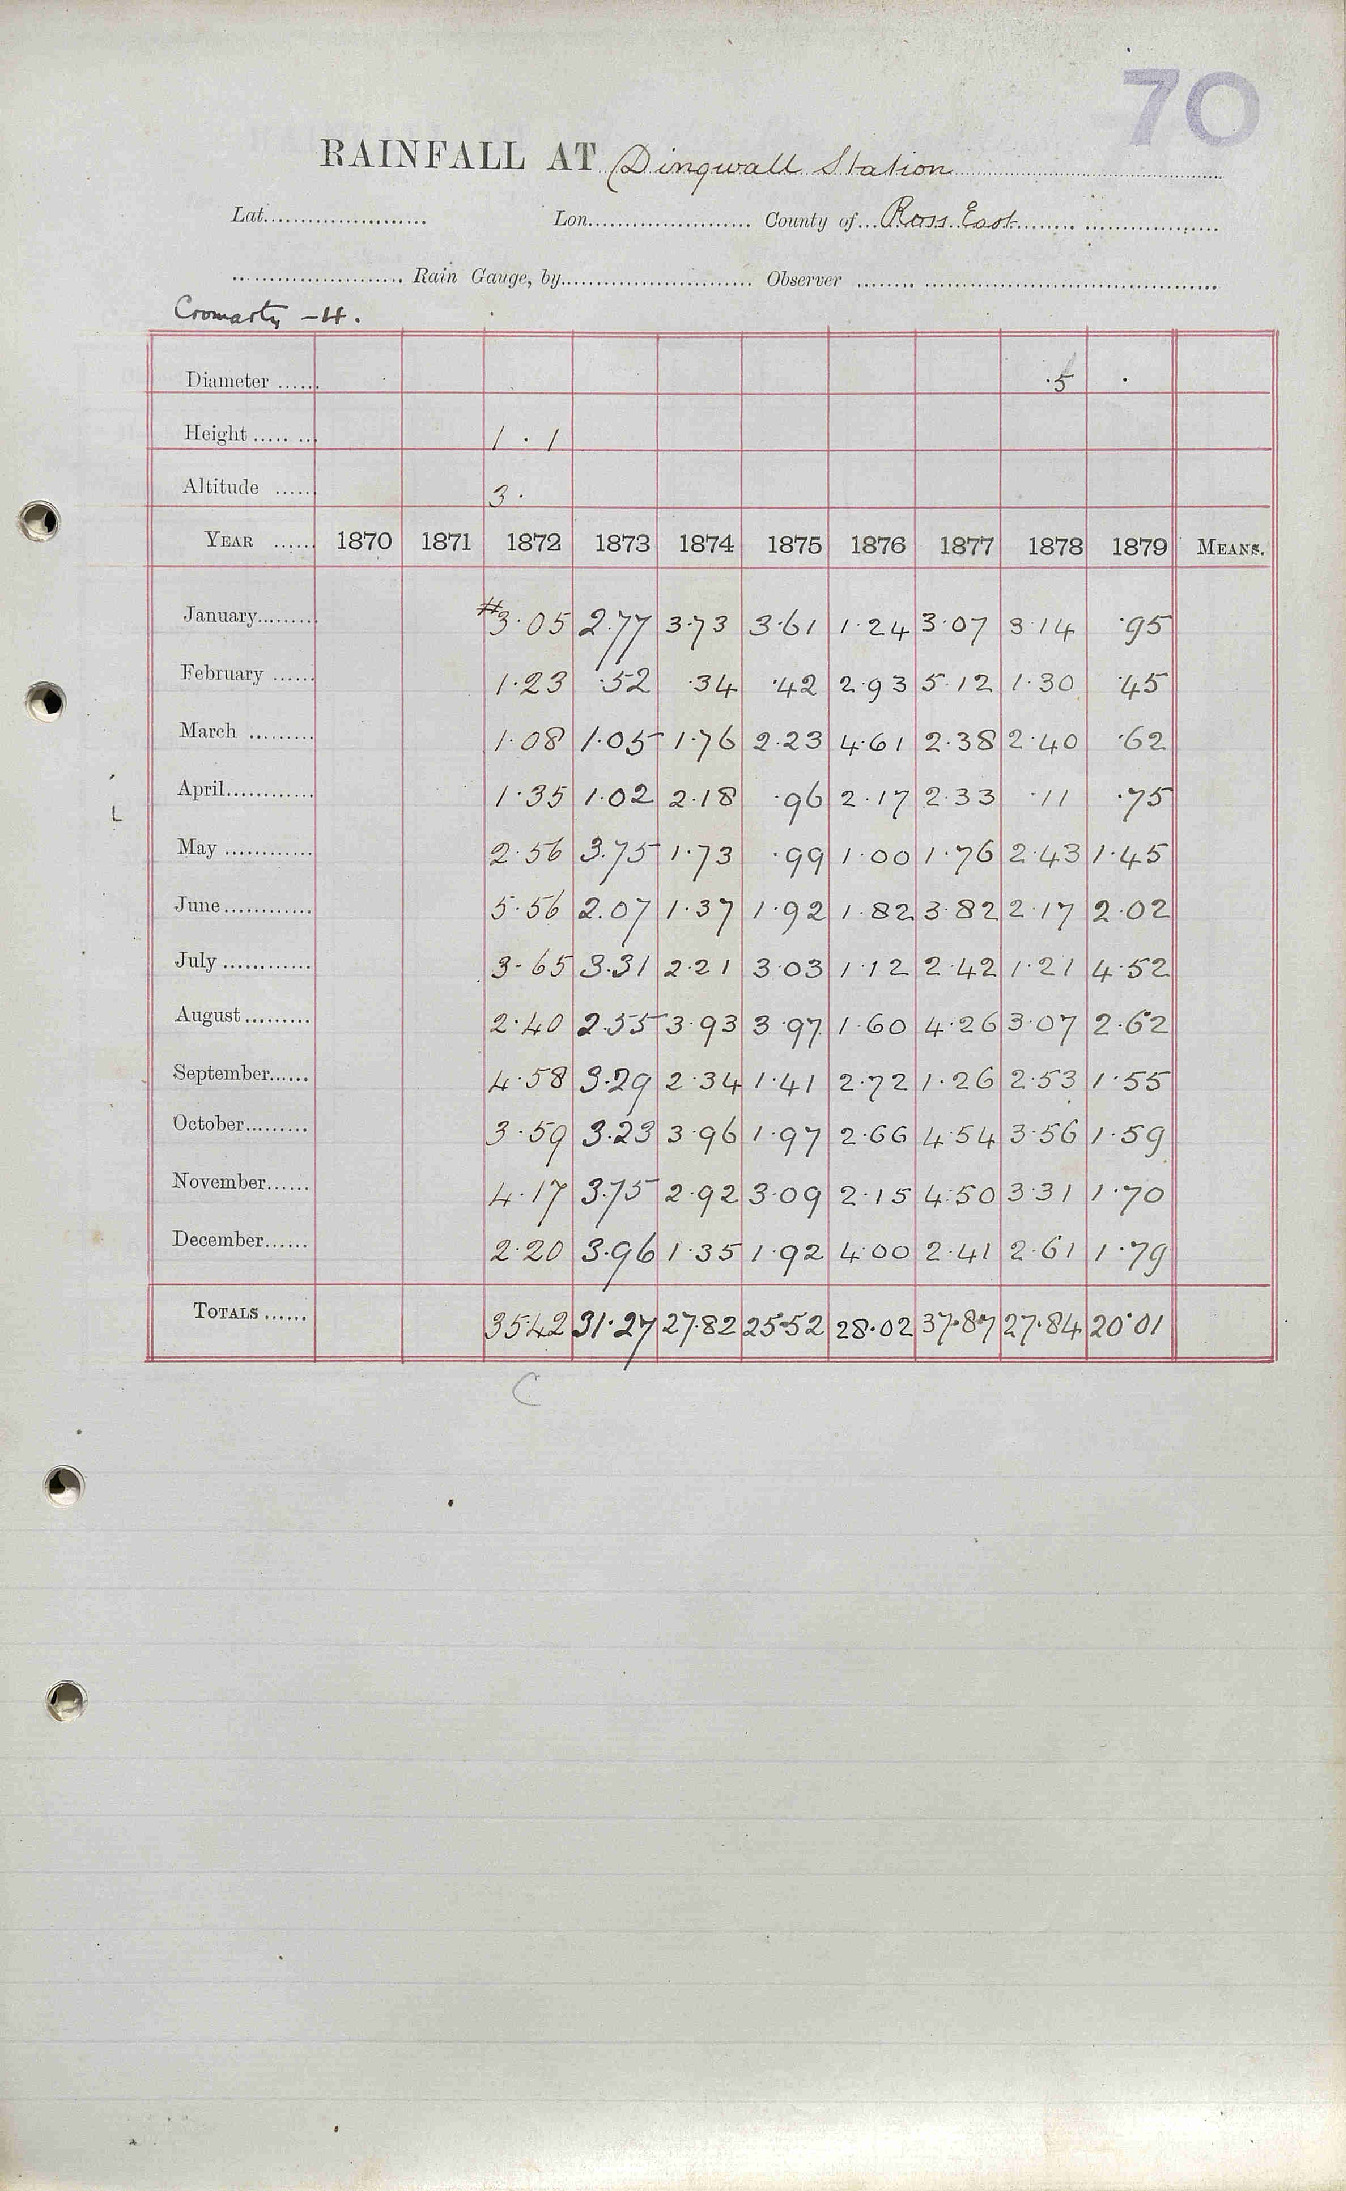 70
RAINFALL AT Dingwall Station
Lat. Lon. County of Ross East
Rain Gauge, by Observer
Cromarty - H.
Diameter ...... ·5 ·
Height ...... 1 · 1
Altitude ...... 3 ·
YEAR ...... 1870 1871 1872 1873 1874 1875 1876 1877 1878 1879 MEANS.
January ...... #3·05 2.77 3.73 3·61 1·24 3·07 3·14 ·95
February ...... 1·23 ·52 ·34 ·42 2·93 5·12 1·30 ·45
March ...... 1·08 1·05 1·76 2·23 4·61 2·38 2·40 ·62
April ...... 1·35 1·02 2·18 ·96 2·17 2·33 ·11 ·75
May ...... 2·56 3.75 1·73 ·99 1·00 1·76 2·43 1·45
June ...... 5·56 2.07 1·37 1·92 1·82 3·82 2·17 2·02
July ...... 3·65 3.31 2·21 3·03 1·12 2·42 1·21 4·52
August ...... 2·40 2.55 3·93 3·97 1·60 4·26 3·07 2·62
September ...... 4·58 3.29 2·34 1·41 2·72 1·26 2·53 1·55
October ...... 3·59 3.23 3·96 1·97 2·66 4·54 3·56 1·59
November ...... 4·17 3.75 2·92 3·09 2·15 4·50 3·31 1·70
December ...... 2·20 3·96 1·35 1·92 4·00 2·41 2·61 1·79
TOTALS ...... 35·42 31·27 27·82 25·52 28·02 37·87 27·84 20·01
C